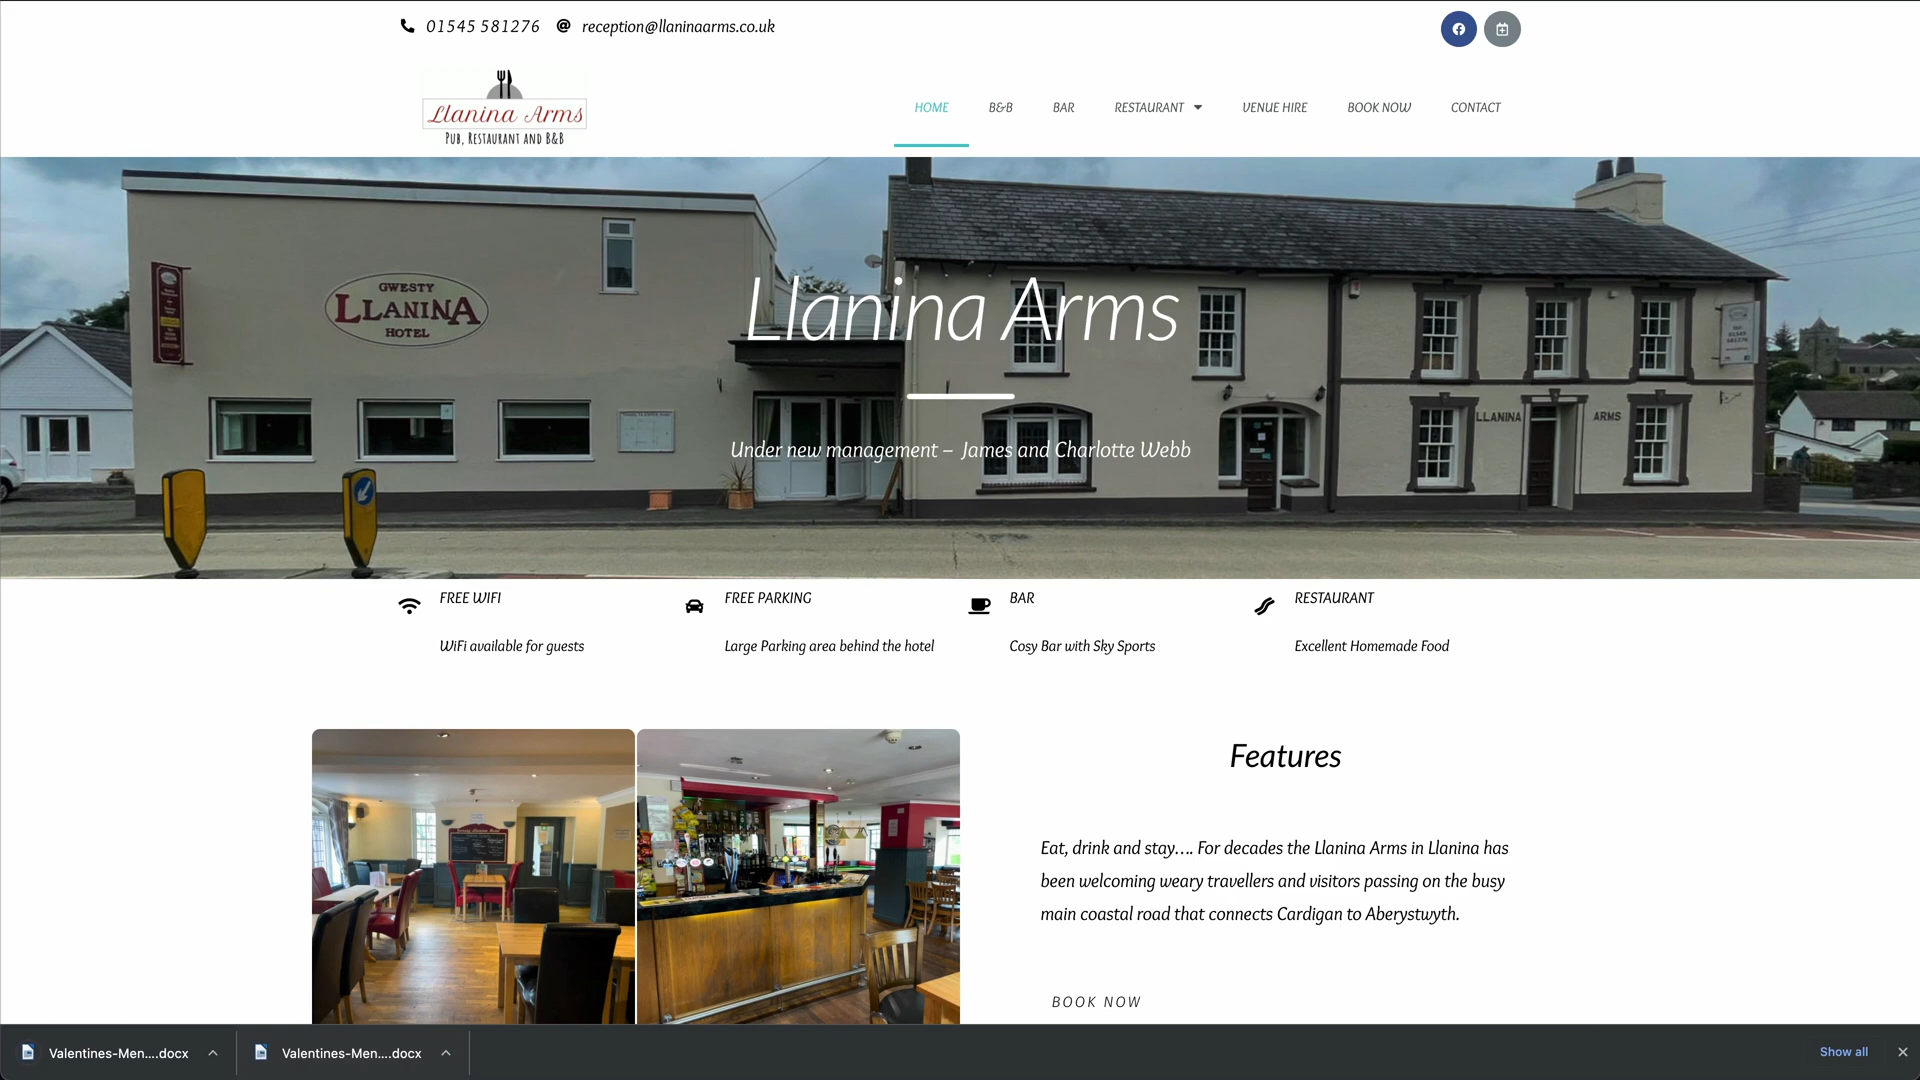 01545 581276 reception@llaninaarms.co.uk
Llanina Arms
PUB, RESTAURANT AND B&B
HOME B&B BAR RESTAURANT VENUE HIRE BOOK NOW CONTACT
GWESTY
LLANINA
HOTEL
Llanina Arms
LLANINA ARMS
Under new management – James and Charlotte Webb
FREE WIFI
WiFi available for guests
FREE PARKING
Large Parking area behind the hotel
BAR
Cosy Bar with Sky Sports
RESTAURANT
Excellent Homemade Food
Features
Eat, drink and stay.... For decades the Llanina Arms in Llanina has
been welcoming weary travellers and visitors passing on the busy
main coastal road that connects Cardigan to Aberystwyth.
BOOK NOW
Valentines-Men....docx
Valentines-Men....docx
Show all